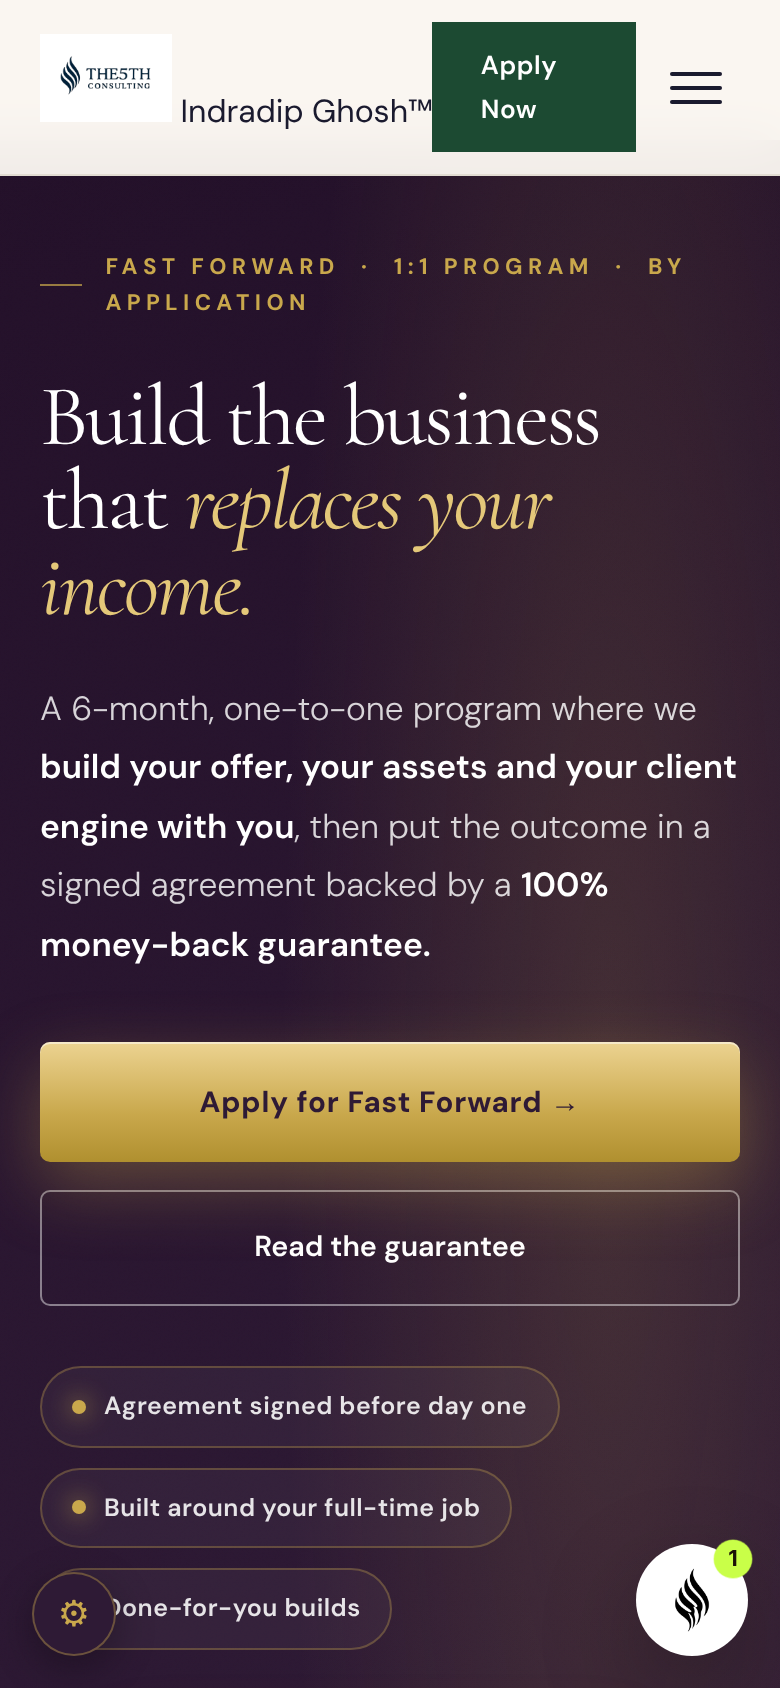 THE5TH
CONSULTING
Indradip Ghosh™
Apply
Now
FAST FORWARD · 1:1 PROGRAM · BY
APPLICATION
Build the business
that replaces your
income.
A 6-month, one-to-one program where we
build your offer, your assets and your client
engine with you, then put the outcome in a
signed agreement backed by a 100%
money-back guarantee.
Apply for Fast Forward →
Read the guarantee
Agreement signed before day one
Built around your full-time job
Done-for-you builds
1